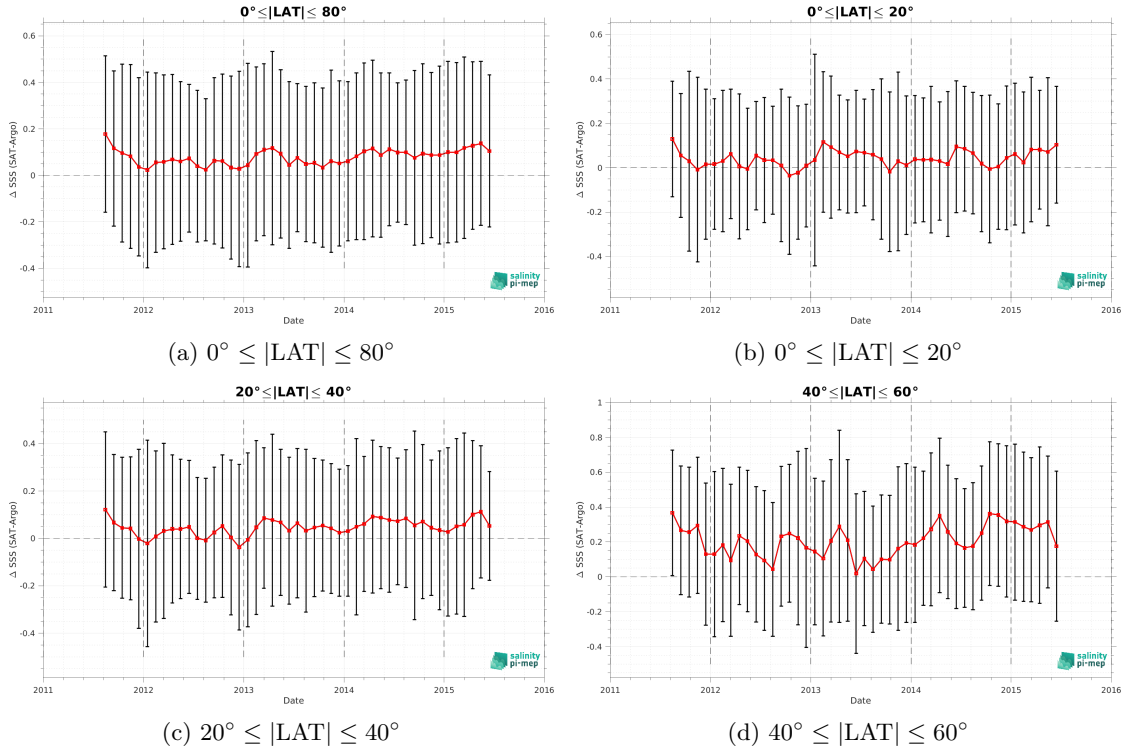 0°≤|LAT|≤ 80°
Δ SSS (SAT-Argo)
0.6
0.4
0.2
0
-0.2
-0.4
2011 2012 2013 2014 2015 2016
Date
salinity
pi-mep
(a) 0° ≤ |LAT| ≤ 80°
0°≤|LAT|≤ 20°
Δ SSS (SAT-Argo)
0.6
0.4
0.2
0
-0.2
-0.4
2011 2012 2013 2014 2015 2016
Date
salinity
pi-mep
(b) 0° ≤ |LAT| ≤ 20°
20°≤|LAT|≤ 40°
Δ SSS (SAT-Argo)
0.4
0.2
0
-0.2
-0.4
2011 2012 2013 2014 2015 2016
Date
salinity
pi-mep
(c) 20° ≤ |LAT| ≤ 40°
40°≤|LAT|≤ 60°
Δ SSS (SAT-Argo)
1
0.8
0.6
0.4
0.2
0
-0.2
-0.4
2011 2012 2013 2014 2015 2016
Date
salinity
pi-mep
(d) 40° ≤ |LAT| ≤ 60°